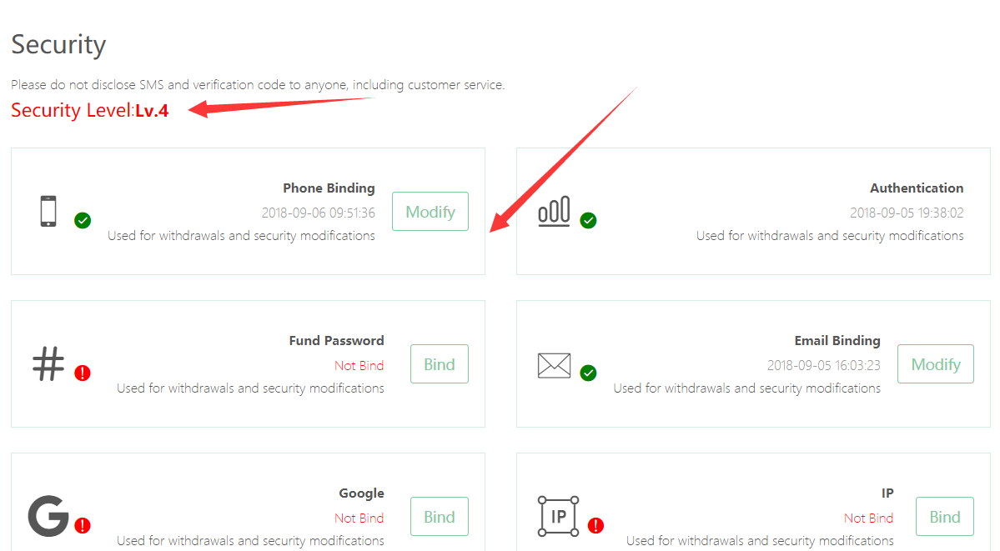 Security
Please do not disclose SMS and verification code to anyone, including customer service.
Security Level:Lv.4
Phone Binding
2018-09-06 09:51:36
Used for withdrawals and security modifications
Modify
Authentication
2018-09-05 19:38:02
Used for withdrawals and security modifications
Fund Password
Not Bind
Used for withdrawals and security modifications
Bind
Email Binding
2018-09-05 16:03:23
Used for withdrawals and security modifications
Modify
Google
Not Bind
Used for withdrawals and security modifications
Bind
IP
IP
Not Bind
Used for withdrawals and security modifications
Bind